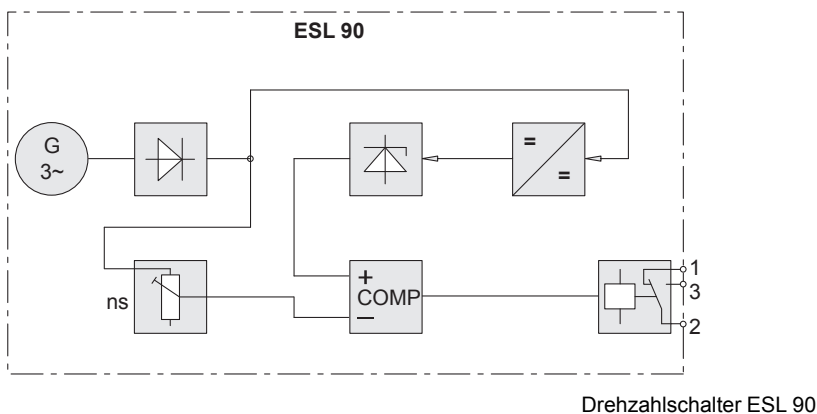 ESL 90
G
3~
=
=
ns
+
COMP
–
1
3
2
Drehzahlschalter ESL 90